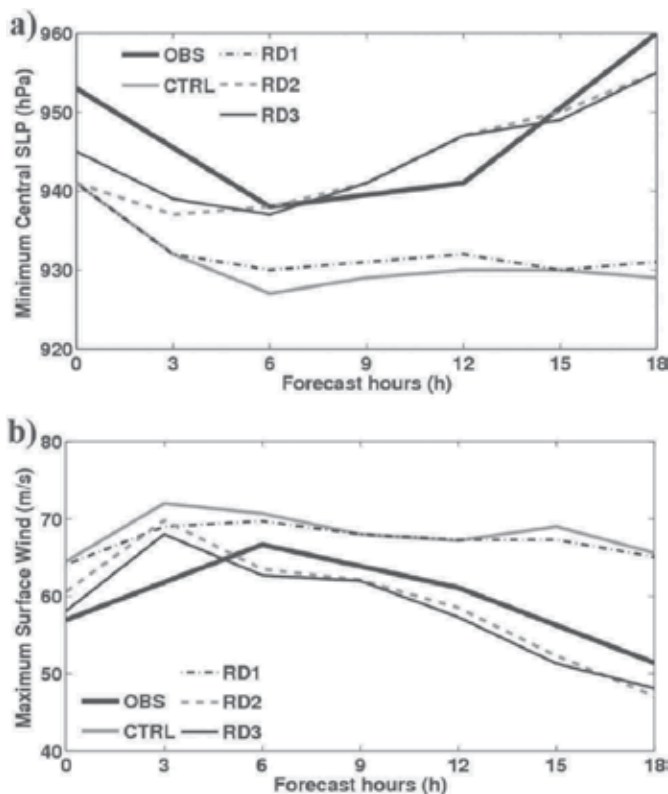 a)
960
950
940
930
920
Minimum Central SLP (hPa)
OBS
CTRL
RD1
RD2
RD3
0 3 6 9 12 15 18
Forecast hours (h)
b)
80
70
60
50
40
Maximum Surface Wind (m/s)
RD1
OBS
RD2
CTRL
RD3
0 3 6 9 12 15 18
Forecast hours (h)